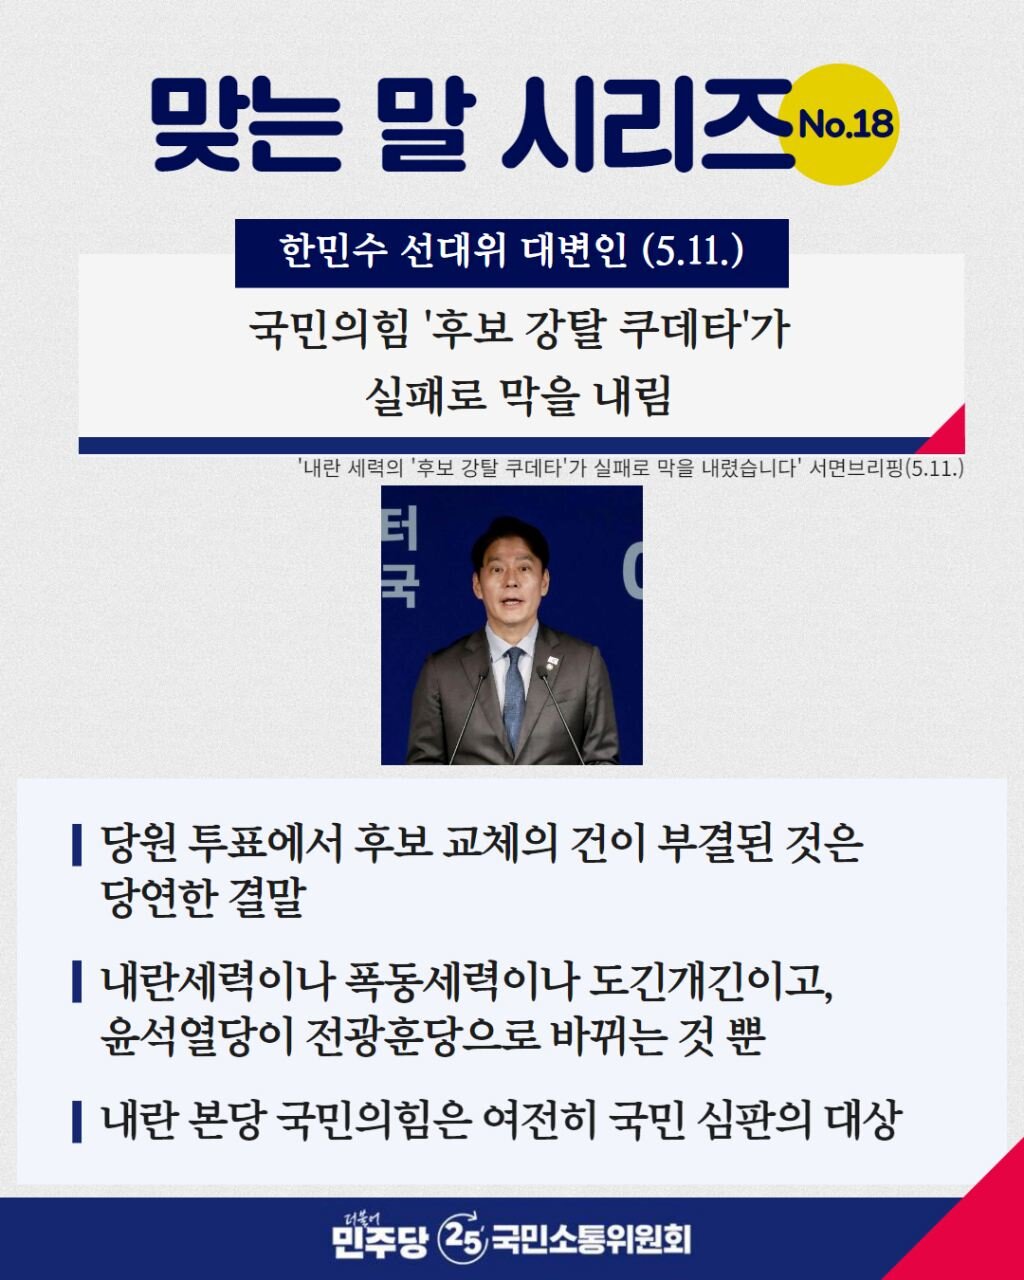 맞는 말 시리즈 No.18
한민수 선대위 대변인 (5.11.)
국민의힘 '후보 강탈 쿠데타'가
실패로 막을 내림
'내란 세력의 '후보 강탈 쿠데타'가 실패로 막을 내렸습니다' 서면브리핑(5.11.)
터
국
당원 투표에서 후보 교체의 건이 부결된 것은
당연한 결말
내란세력이나 폭동세력이나 도긴개긴이고,
윤석열당이 전광훈당으로 바뀌는 것 뿐
내란 본당 국민의힘은 여전히 국민 심판의 대상
더불어
민주당 25 국민소통위원회